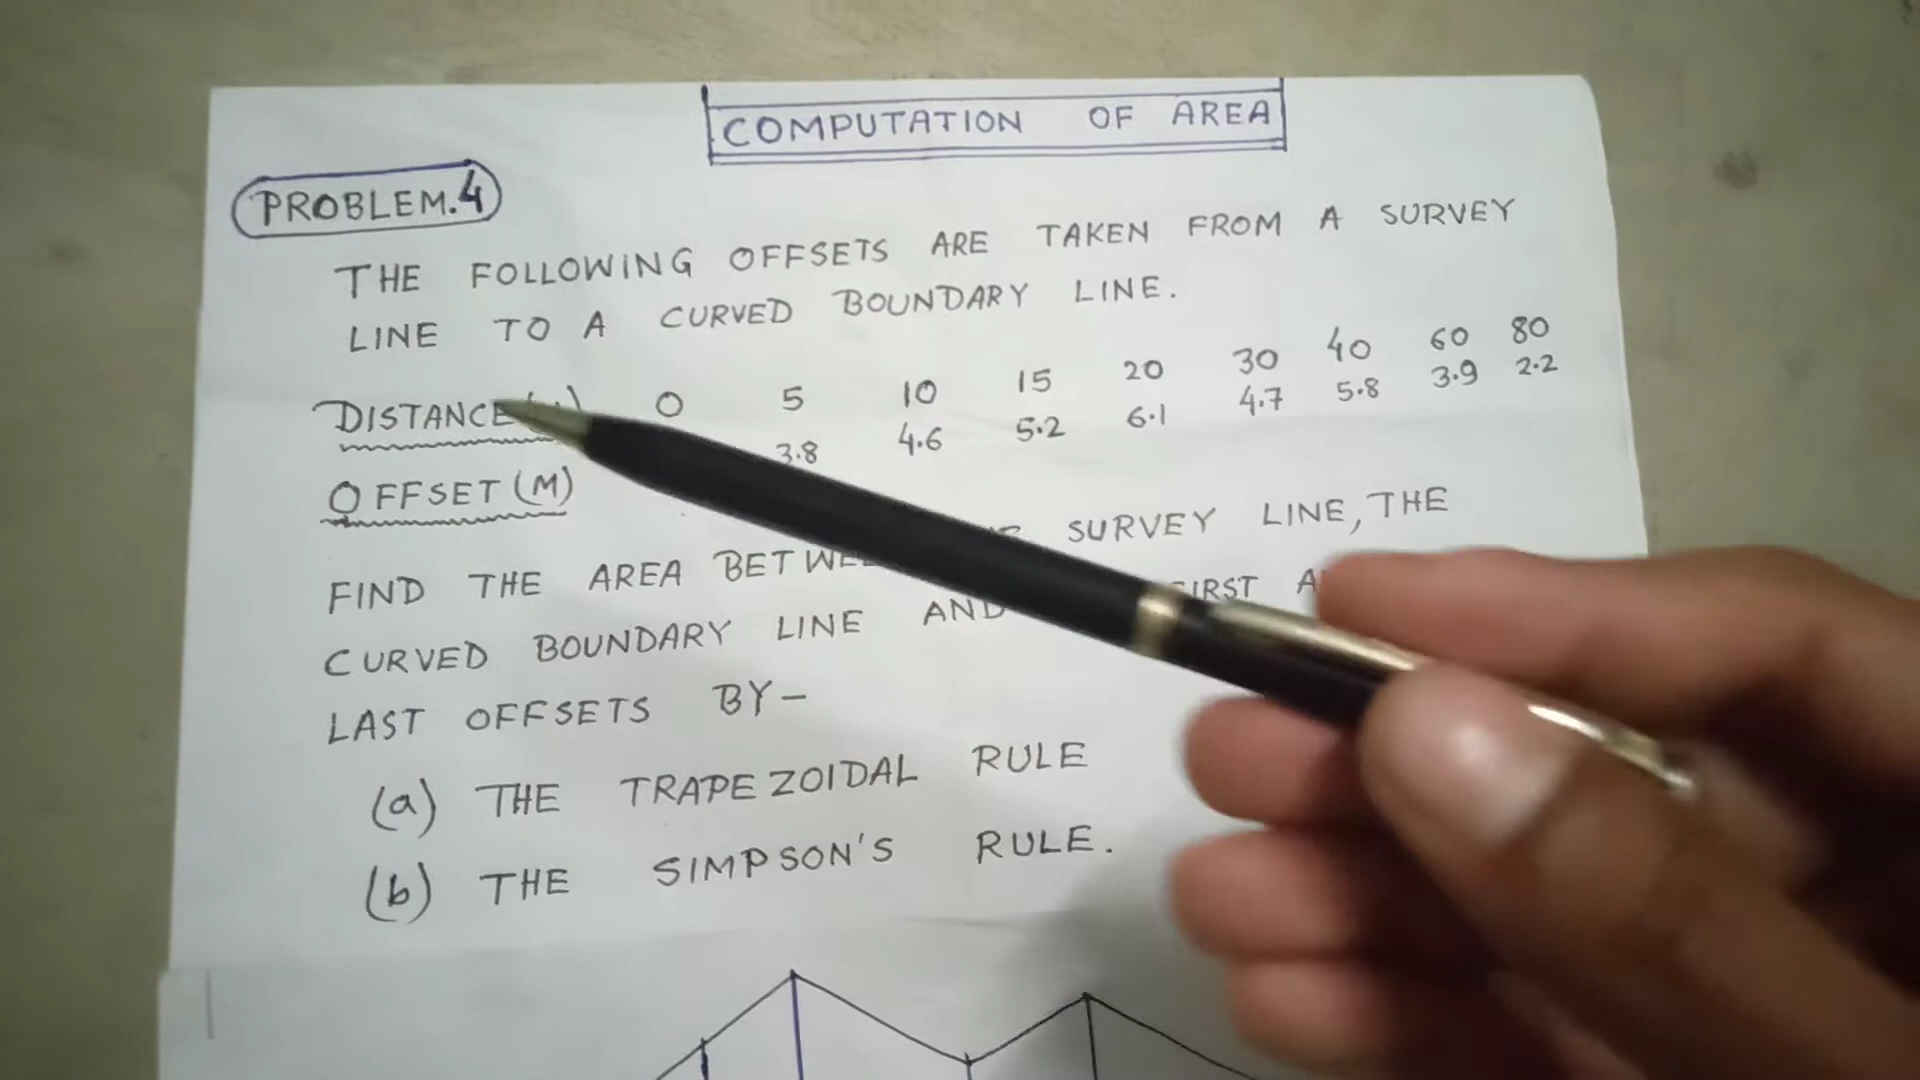 COMPUTATION OF AREA
PROBLEM.4
THE FOLLOWING OFFSETS ARE TAKEN FROM A SURVEY
LINE TO A CURVED BOUNDARY LINE.
DISTANCE 0 5 10 15 20 30 40 60 80
OFFSET (M) 3.8 4.6 5.2 6.1 4.7 5.8 3.9 2.2
FIND THE AREA SURVEY LINE, THE
CURVED BOUNDARY LINE AND
LAST OFFSETS BY-
(a) THE TRAPEZOIDAL RULE
(b) THE SIMPSON'S RULE.